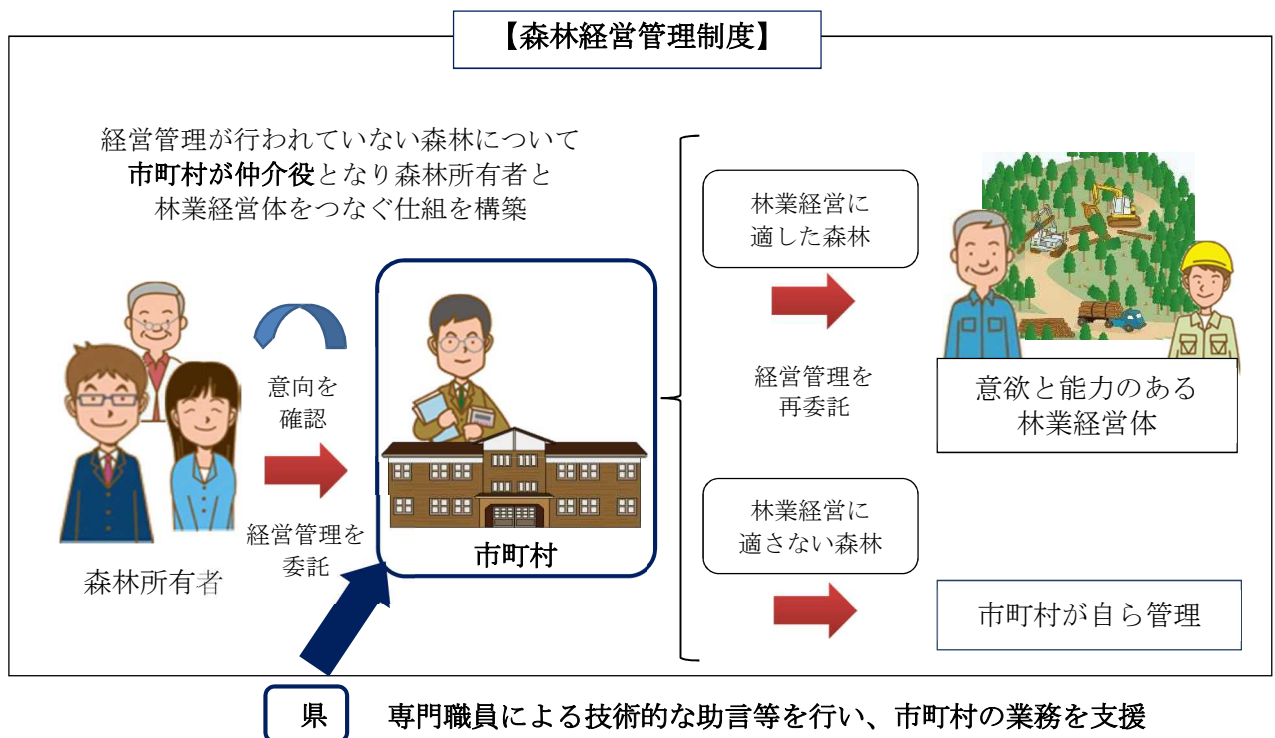 【森林経営管理制度】
経営管理が行われていない森林について
市町村が仲介役となり森林所有者と
林業経営体をつなぐ仕組を構築
意向を
確認
経営管理を
委託
森林所有者
市町村
林業経営に
適した森林
経営管理を
再委託
意欲と能力のある
林業経営体
林業経営に
適さない森林
市町村が自ら管理
県
専門職員による技術的な助言等を行い、市町村の業務を支援